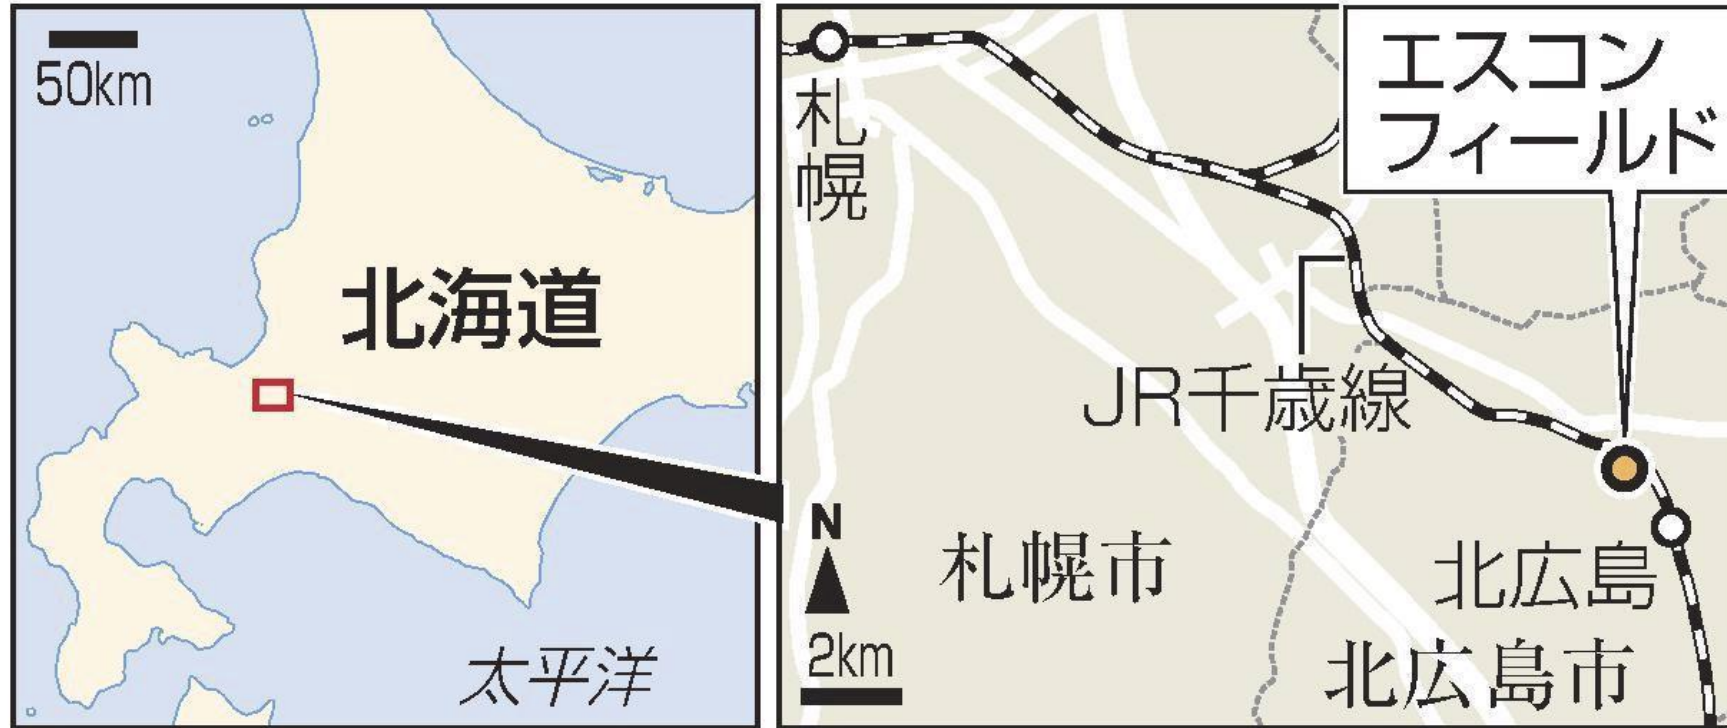 50km
北海道
太平洋
札幌
エスコン
フィールド
JR千歳線
N
2km
札幌市
北広島
北広島市